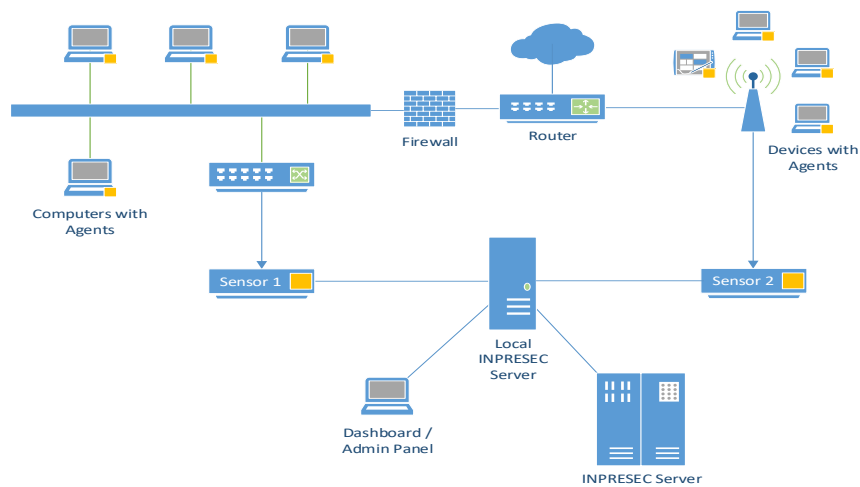 Firewall
Router
Devices with
Agents
Computers with
Agents
Sensor 1
Sensor 2
Local
INPRESEC
Server
Dashboard /
Admin Panel
INPRESEC Server